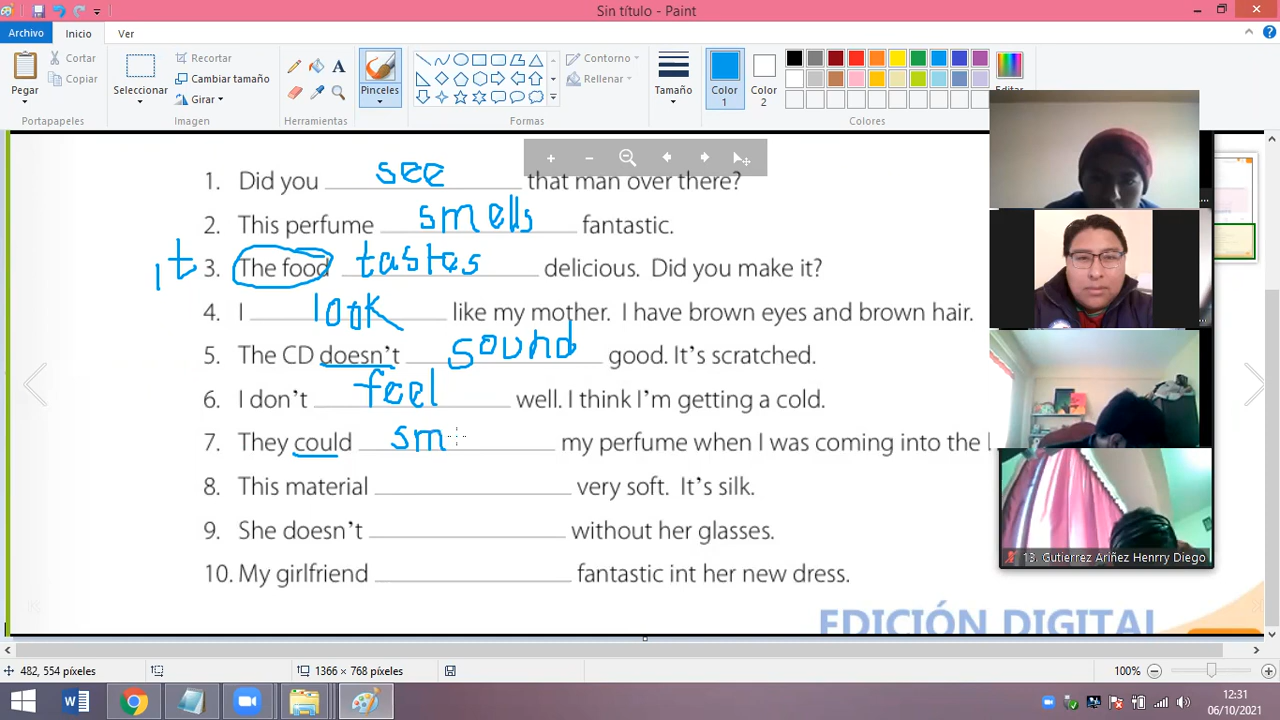 Sin título - Paint
Archivo Inicio Ver
Pegar
Cortar
Copiar
Portapapeles
Seleccionar
Recortar
Cambiar tamaño
Girar
Imagen
A
Herramientas
Pinceles
Contorno
Rellenar
Formas
Tamaño
Color 1
Color 2
Colores
1. Did you see that man over there?
2. This perfume smells fantastic.
it 3. The food tastes delicious. Did you make it?
4. I look like my mother. I have brown eyes and brown hair.
5. The CD doesn't sound good. It's scratched.
6. I don't feel well. I think I'm getting a cold.
7. They could sm my perfume when I was coming into the
8. This material very soft. It's silk.
9. She doesn't without her glasses.
10. My girlfriend fantastic int her new dress.
13. Gutierrez Ariñez Henrry Diego
EDICIÓN DIGITAL
482, 554 píxeles
1366 × 768 píxeles
100%
12:31
06/10/2021